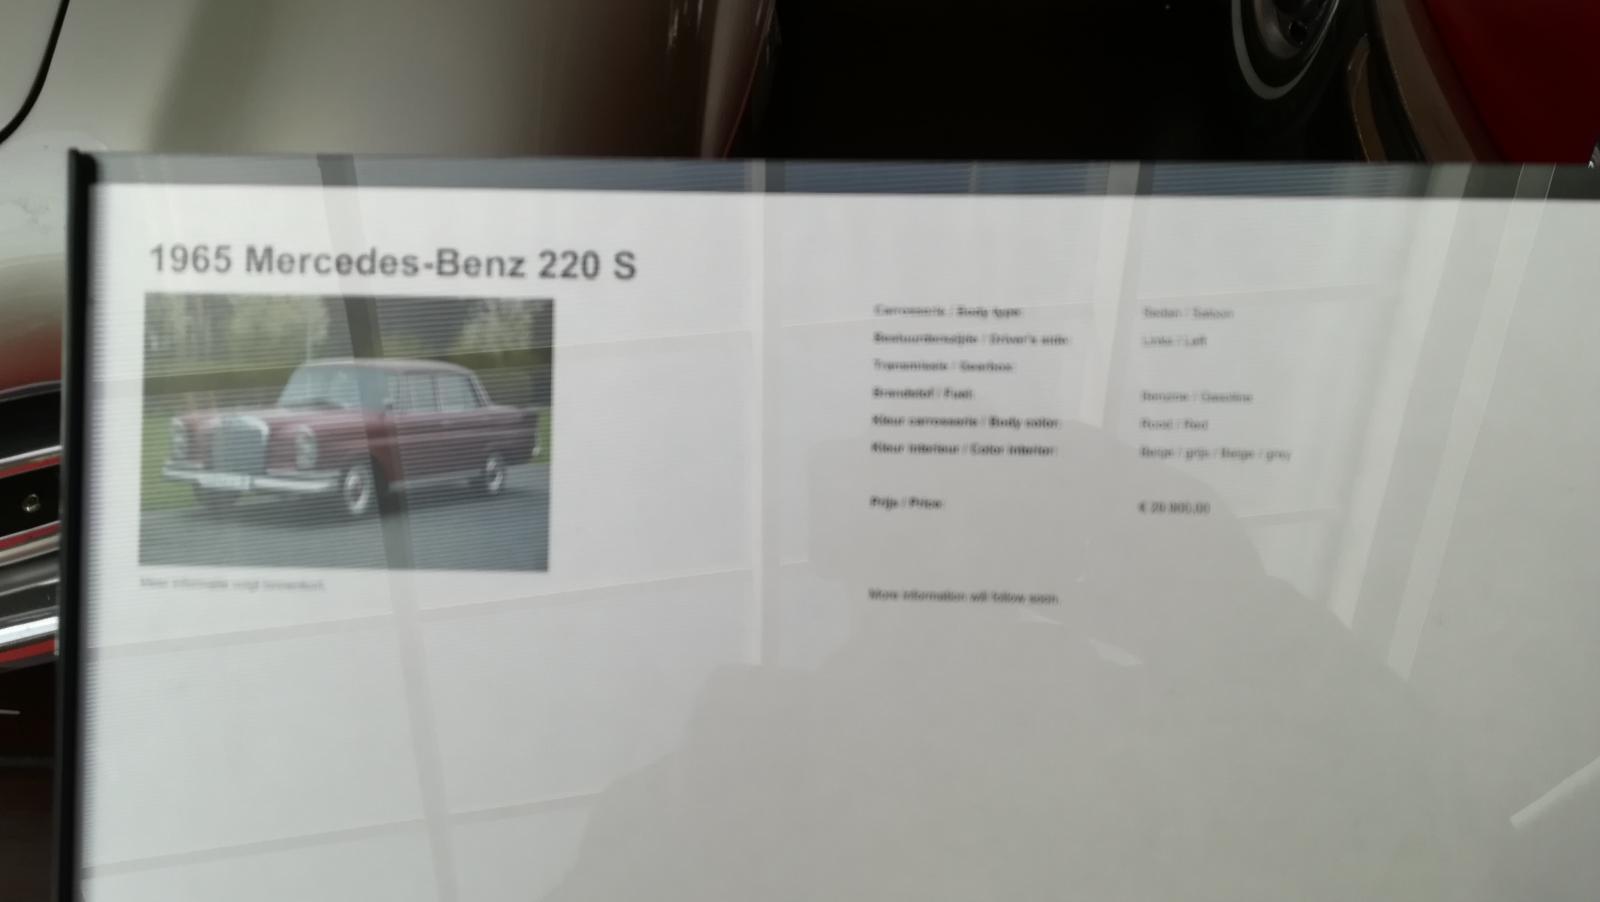 1965 Mercedes-Benz 220 S
Carrosserie / Body type: Sedan / Saloon
Bestuurderszijde / Driver's side: Links / Left
Transmissie / Gearbox:
Brandstof / Fuel: Benzine / Gasoline
Kleur carrosserie / Body color: Rood / Red
Kleur interieur / Color interior: Beige / grijs / Beige / grey
Prijs / Price: €
Meer informatie volgt binnenkort.
More information will follow soon.